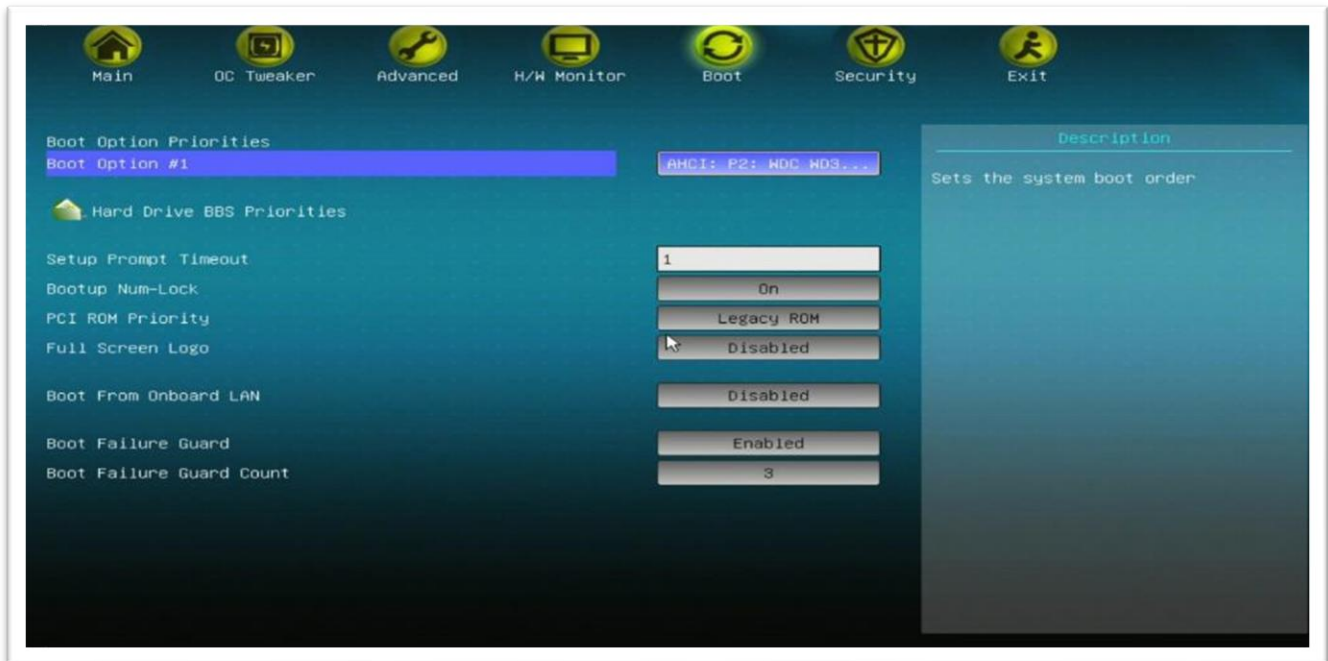 Main OC Tweaker Advanced H/W Monitor Boot Security Exit
Boot Option Priorities
Boot Option #1 AHCI: P2: WDC WD3...
Hard Drive BBS Priorities
Setup Prompt Timeout 1
Bootup Num-Lock On
PCI ROM Priority Legacy ROM
Full Screen Logo Disabled
Boot From Onboard LAN Disabled
Boot Failure Guard Enabled
Boot Failure Guard Count 3
Description
Sets the system boot order